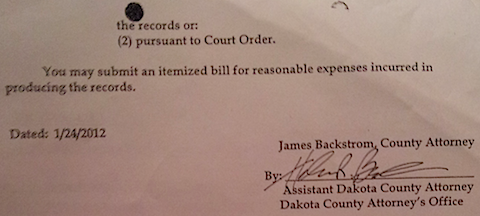 the records or:
(2) pursuant to Court Order.
You may submit an itemized bill for reasonable expenses incurred in
producing the records.
Dated: 1/24/2012
James Backstrom, County Attorney
By:
Assistant Dakota County Attorney
Dakota County Attorney's Office